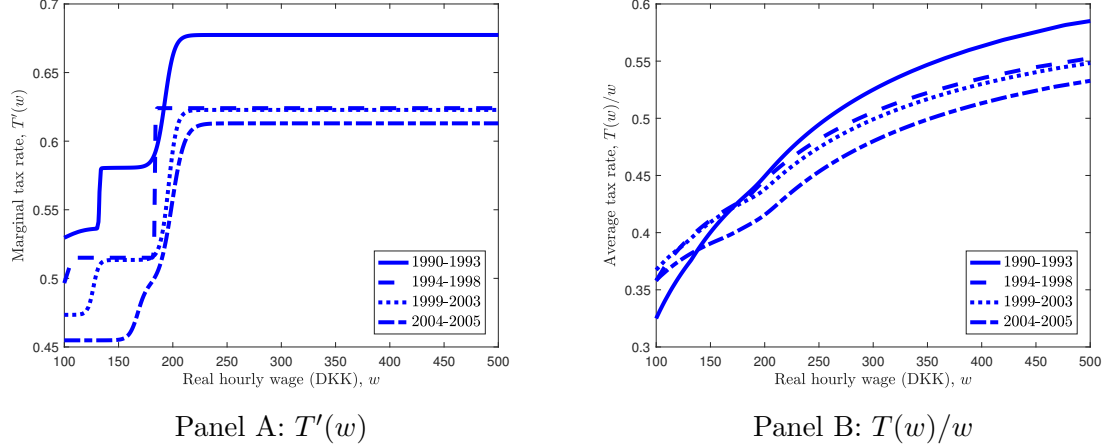 0.7
0.65
0.6
0.55
0.5
0.45
Marginal tax rate, T′(w)
100 150 200 250 300 350 400 450 500
Real hourly wage (DKK), w
1990-1993
1994-1998
1999-2003
2004-2005
Panel A: T′(w)
0.6
0.55
0.5
0.45
0.4
0.35
0.3
Average tax rate, T(w)/w
100 150 200 250 300 350 400 450 500
Real hourly wage (DKK), w
1990-1993
1994-1998
1999-2003
2004-2005
Panel B: T(w)/w